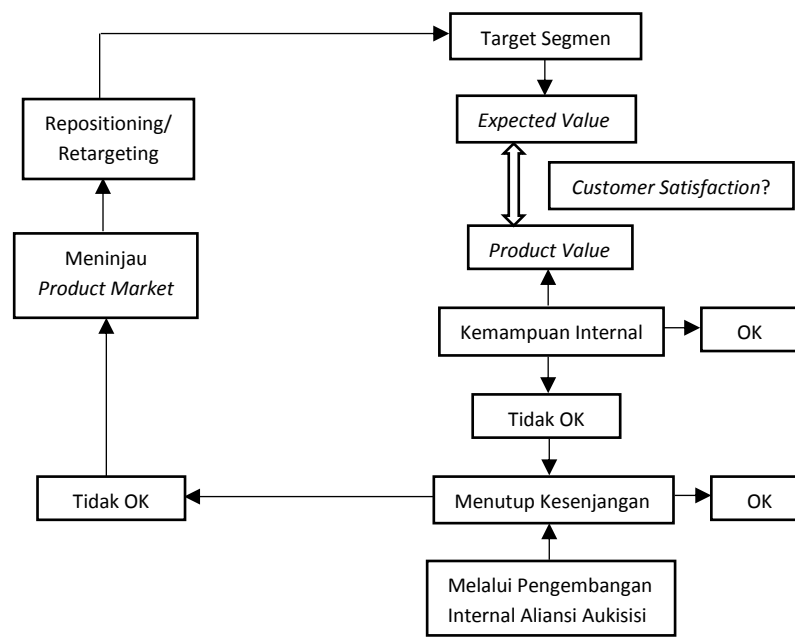 Target Segmen
Repositioning/
Retargeting
Expected Value
Customer Satisfaction?
Meninjau
Product Market
Product Value
Kemampuan Internal
OK
Tidak OK
Tidak OK
Menutup Kesenjangan
OK
Melalui Pengembangan
Internal Aliansi Aukisisi